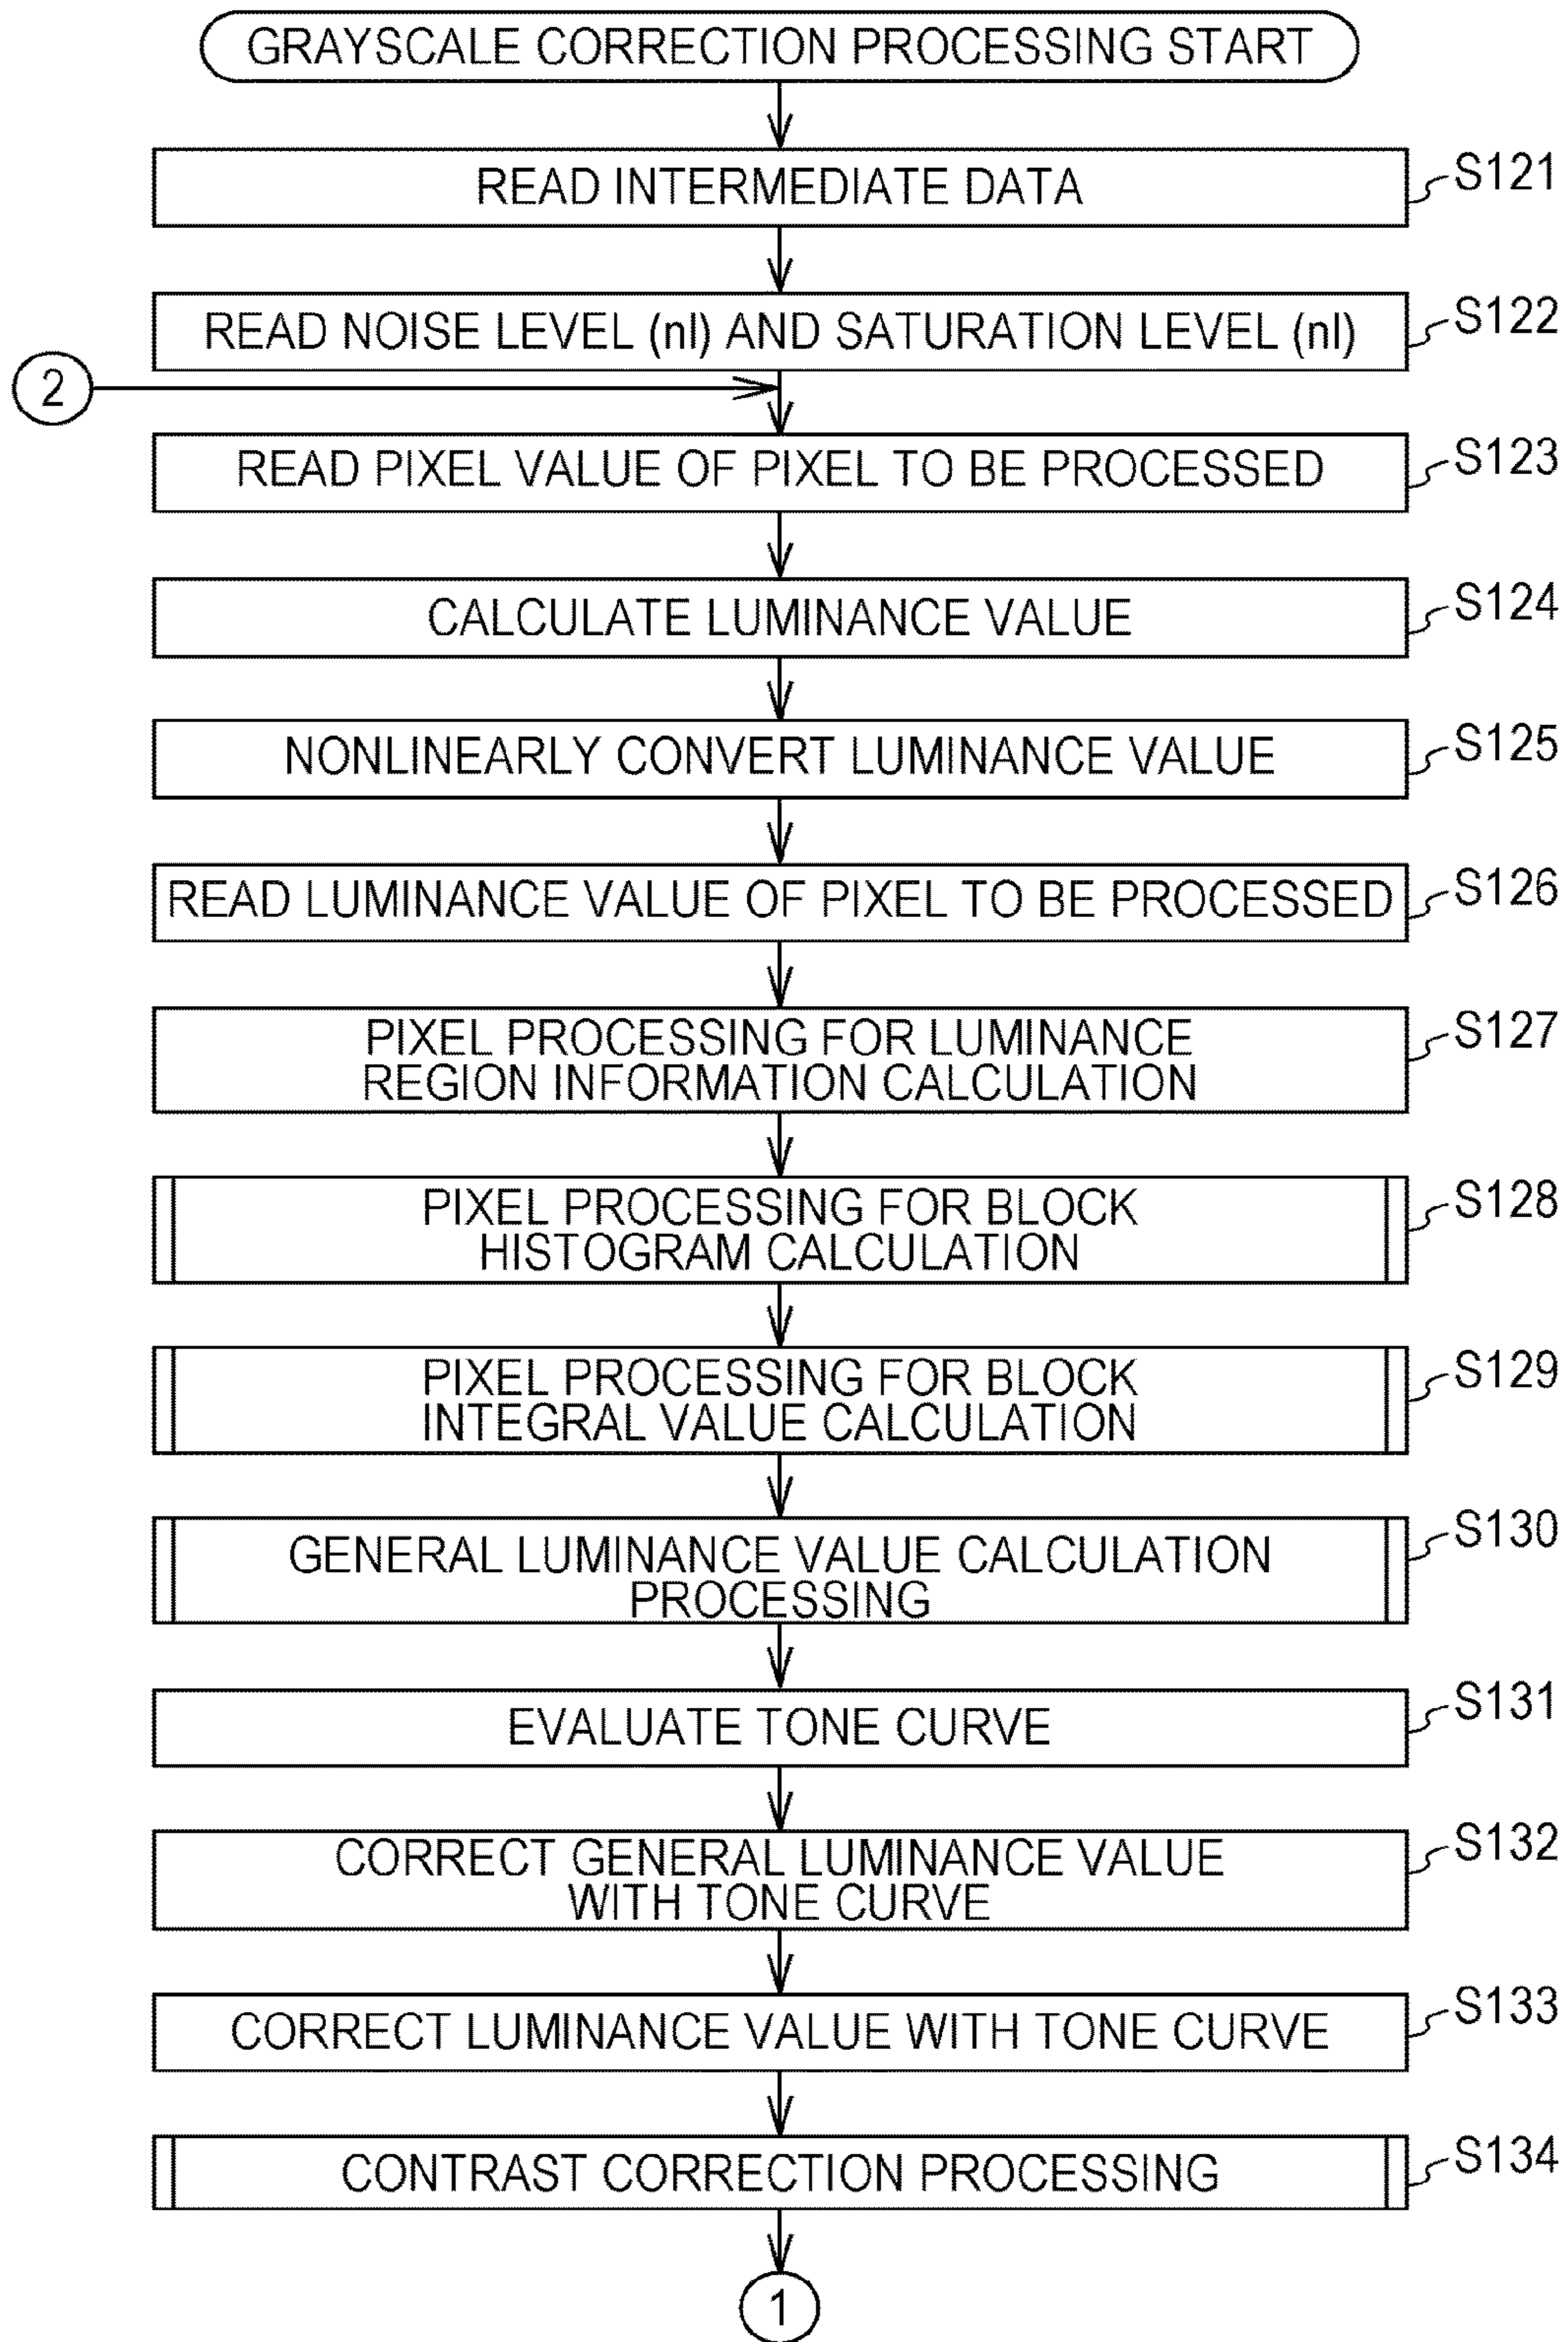 GRAYSCALE CORRECTION PROCESSING START
READ INTERMEDIATE DATA
S121
READ NOISE LEVEL (nl) AND SATURATION LEVEL (nl)
S122
2
READ PIXEL VALUE OF PIXEL TO BE PROCESSED
S123
CALCULATE LUMINANCE VALUE
S124
NONLINEARLY CONVERT LUMINANCE VALUE
S125
READ LUMINANCE VALUE OF PIXEL TO BE PROCESSED
S126
PIXEL PROCESSING FOR LUMINANCE
REGION INFORMATION CALCULATION
S127
PIXEL PROCESSING FOR BLOCK
HISTOGRAM CALCULATION
S128
PIXEL PROCESSING FOR BLOCK
INTEGRAL VALUE CALCULATION
S129
GENERAL LUMINANCE VALUE CALCULATION
PROCESSING
S130
EVALUATE TONE CURVE
S131
CORRECT GENERAL LUMINANCE VALUE
WITH TONE CURVE
S132
CORRECT LUMINANCE VALUE WITH TONE CURVE
S133
CONTRAST CORRECTION PROCESSING
S134
1